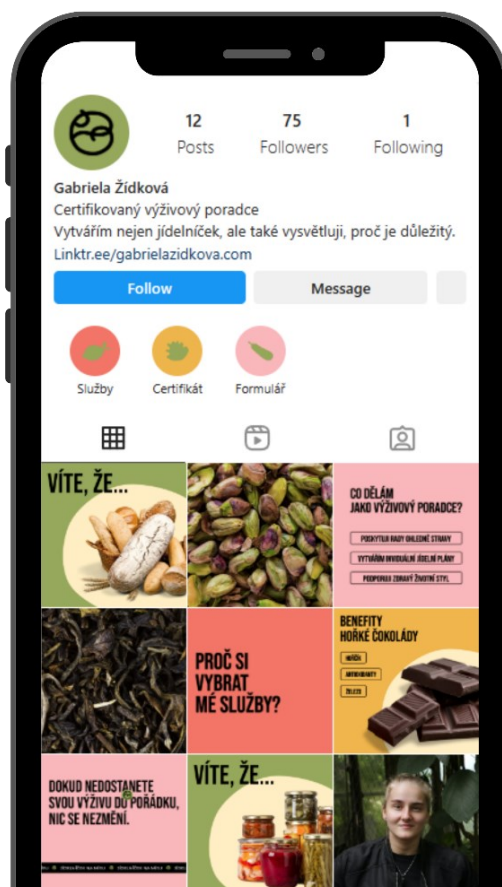 12
75
1
Posts
Followers
Following
Gabriela Žídková
Certifikovaný výživový poradce
Vytvářím nejen jídelníček, ale také vysvětluji, proč je důležitý.
Linktr.ee/gabrielazidkova.com
Follow
Message
Služby
Certifikát
Formulář
VÍTE, ŽE...
CO DĚLÁM
JAKO VÝŽIVOVÝ PORADCE?
POSKYTUJI RADY OHLEDNĚ STRAVY
VYTVÁŘÍM INVIDUÁLNÍ JÍDELNÍ PLÁNY
PODPORUJI ZDRAVÝ ŽIVOTNÍ STYL
PROČ SI
VYBRAT
MÉ SLUŽBY?
BENEFITY
HOŘKÉ ČOKOLÁDY
HOŘČÍK
ANTIOXIDANTY
ŽELEZO
DOKUD NEDOSTANETE
SVOU VÝŽIVU DO POŘÁDKU,
NIC SE NEZMĚNÍ.
VÍTE, ŽE...